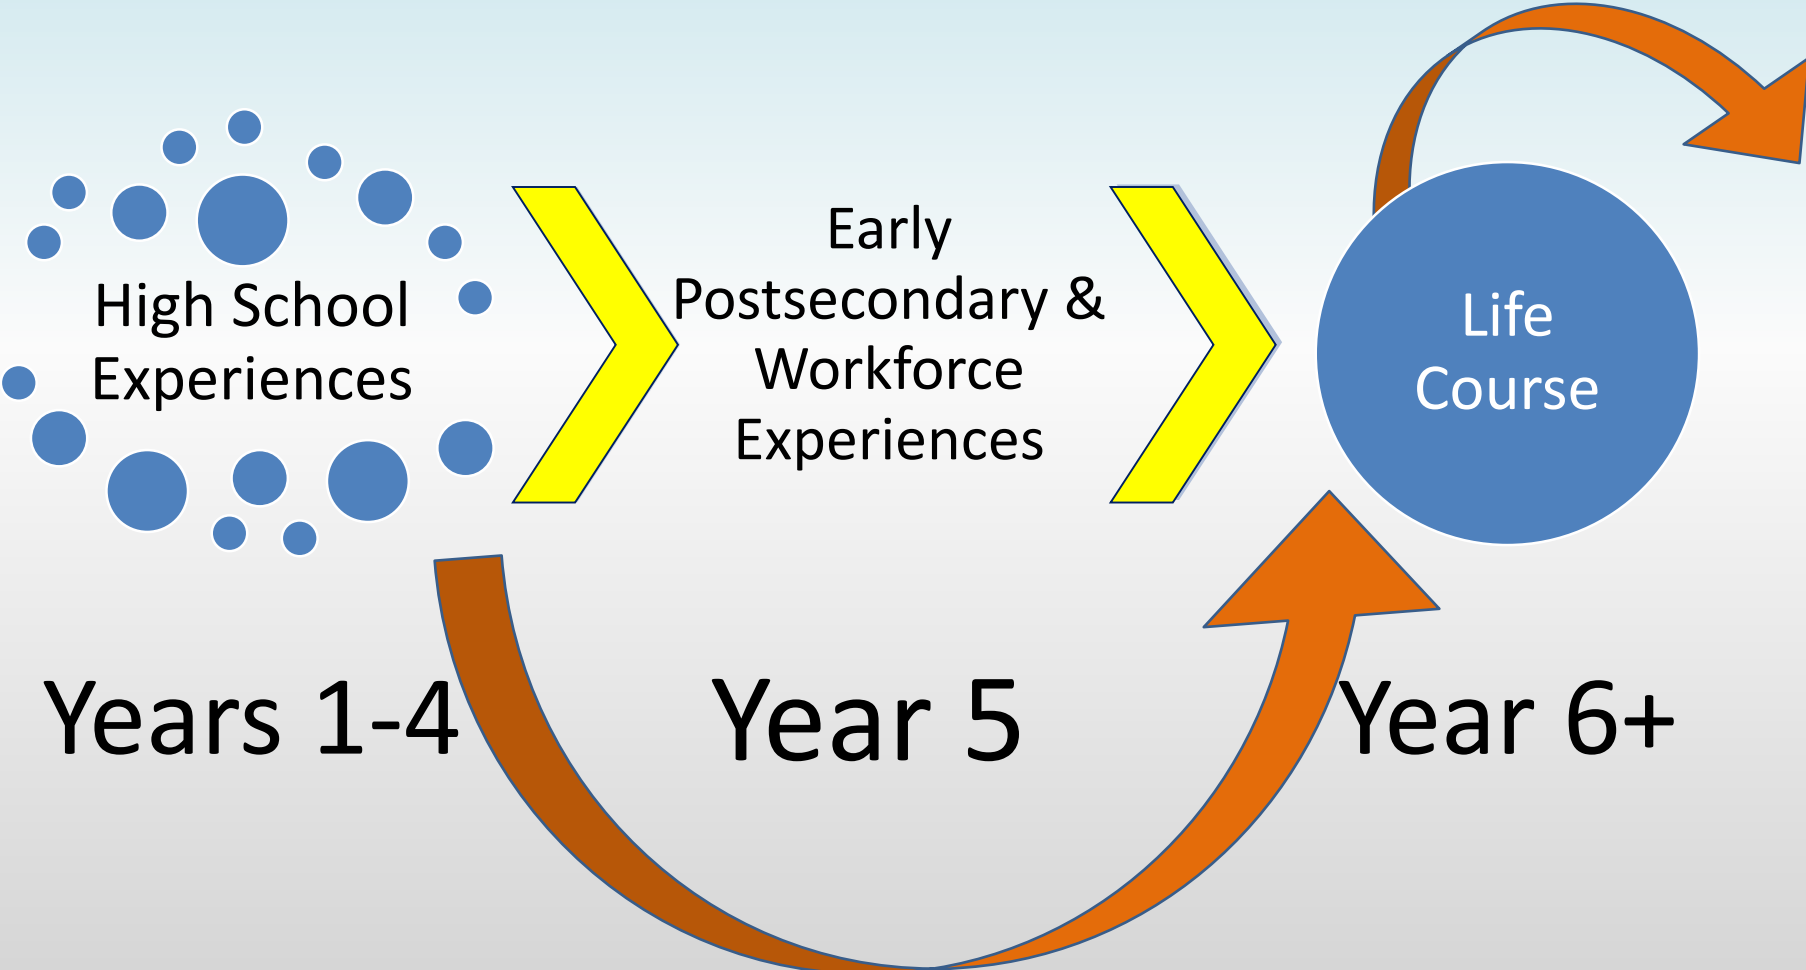 High School
Experiences
Early
Postsecondary &
Workforce
Experiences
Life
Course
Years 1-4
Year 5
Year 6+